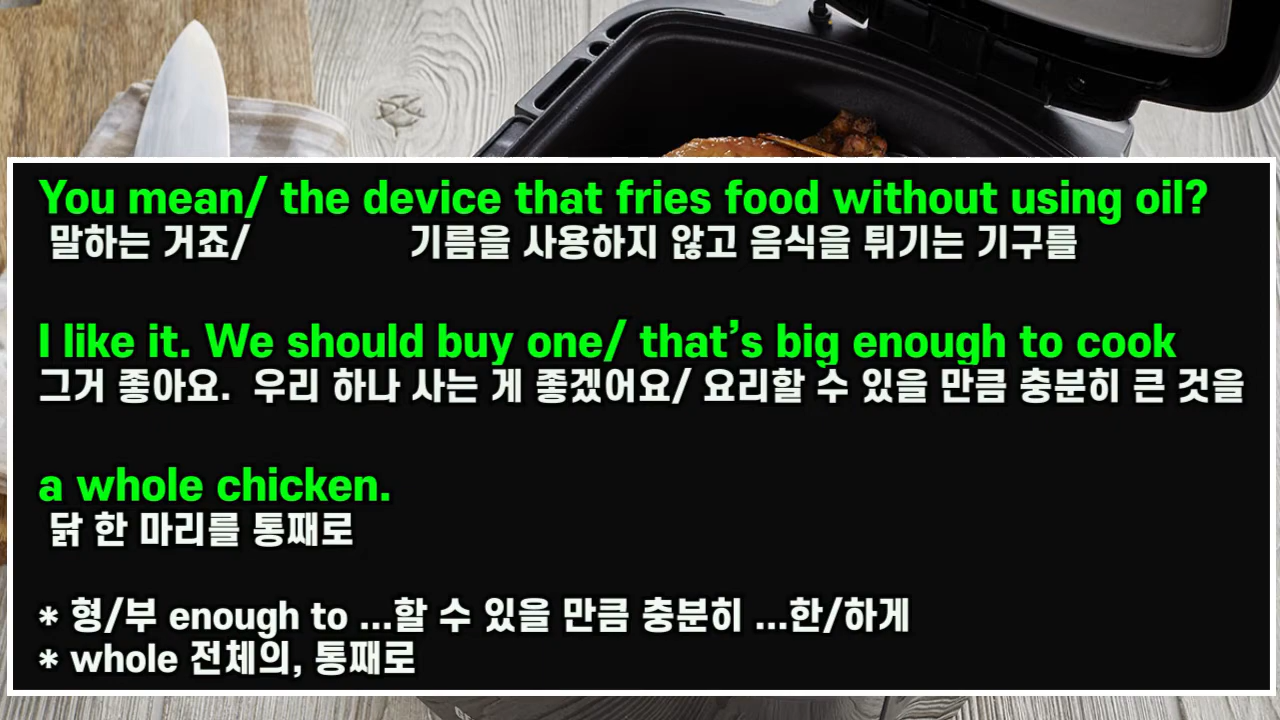 You mean/ the device that fries food without using oil?
말하는 거죠/ 기름을 사용하지 않고 음식을 튀기는 기구를
I like it. We should buy one/ that’s big enough to cook
그거 좋아요. 우리 하나 사는 게 좋겠어요/ 요리할 수 있을 만큼 충분히 큰 것을
a whole chicken.
닭 한 마리를 통째로
* 형/부 enough to ...할 수 있을 만큼 충분히 ...한/하게
* whole 전체의, 통째로